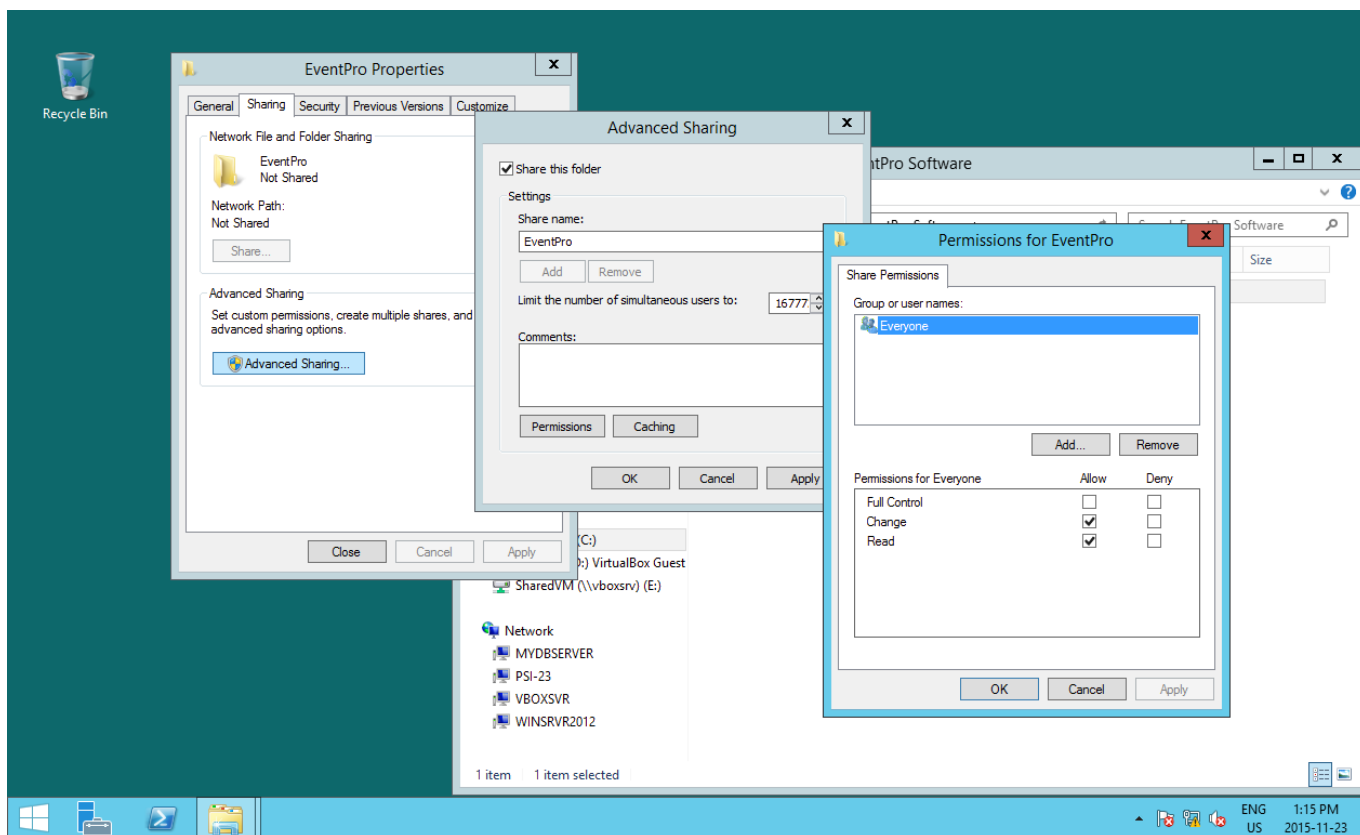 Recycle Bin
EventPro Properties
x
General Sharing Security Previous Versions Customize
Network File and Folder Sharing
EventPro
Not Shared
Network Path:
Not Shared
Share...
Advanced Sharing
Set custom permissions, create multiple shares, and
advanced sharing options.
Advanced Sharing...
Close Cancel Apply
Advanced Sharing
x
Share this folder
Settings
Share name:
EventPro
Add Remove
Limit the number of simultaneous users to: 16777
Comments:
Permissions Caching
OK Cancel Apply
ntPro Software
x
Software
Size
Permissions for EventPro
x
Share Permissions
Group or user names:
Everyone
Add... Remove
Permissions for Everyone Allow Deny
Full Control
Change
Read
OK Cancel Apply
(C:)
:) VirtualBox Guest
SharedVM (\\vboxsrv) (E:)
Network
MYDBSERVER
PSI-23
VBOXSVR
WINSRVR2012
1 item 1 item selected
ENG 1:15 PM
US 2015-11-23